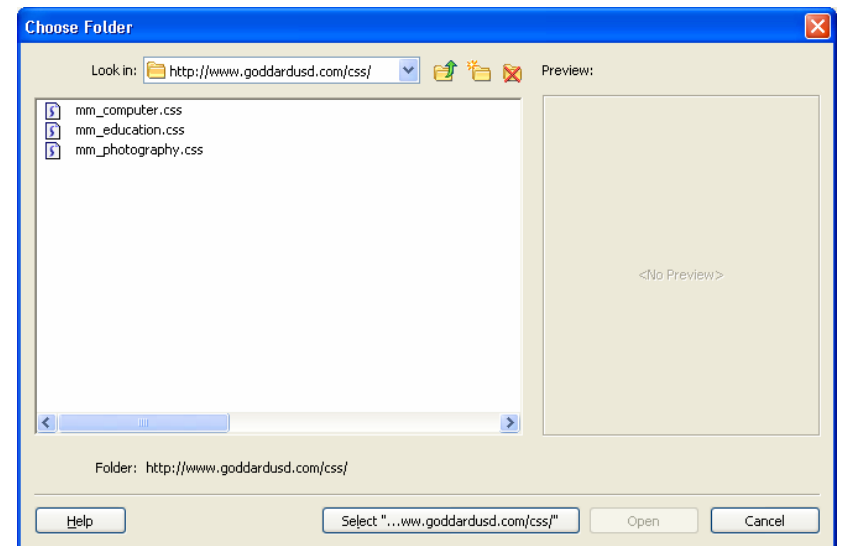 Choose Folder
Look in: http://www.goddardusd.com/css/ Preview:
mm_computer.css
mm_education.css
mm_photography.css
<No Preview>
Folder: http://www.goddardusd.com/css/
Help Select "...ww.goddardusd.com/css/" Open Cancel